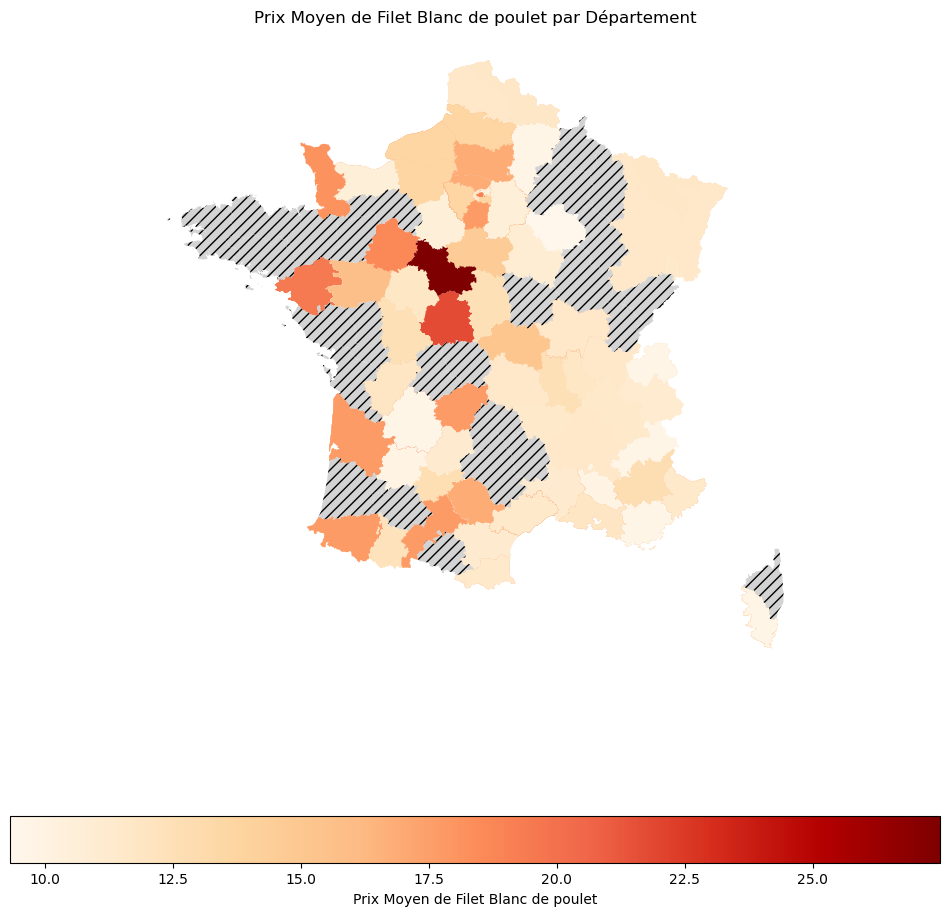 Prix Moyen de Filet Blanc de poulet par Département
10.0 12.5 15.0 17.5 20.0 22.5 25.0
Prix Moyen de Filet Blanc de poulet